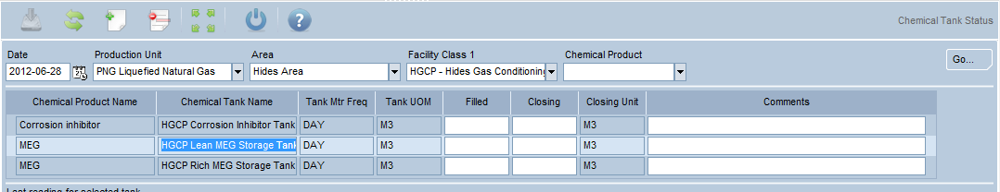 Chemical Tank Status
Date Production Unit Area Facility Class 1 Chemical Product
2012-06-28 PNG Liquefied Natural Gas Hides Area HGCP - Hides Gas Conditioning Go...
Chemical Product Name Chemical Tank Name Tank Mtr Freq Tank UOM Filled Closing Closing Unit Comments
Corrosion inhibitor HGCP Corrosion Inhibitor Tank DAY M3 M3
MEG HGCP Lean MEG Storage Tank DAY M3 M3
MEG HGCP Rich MEG Storage Tank DAY M3 M3
Last reading for selected tank